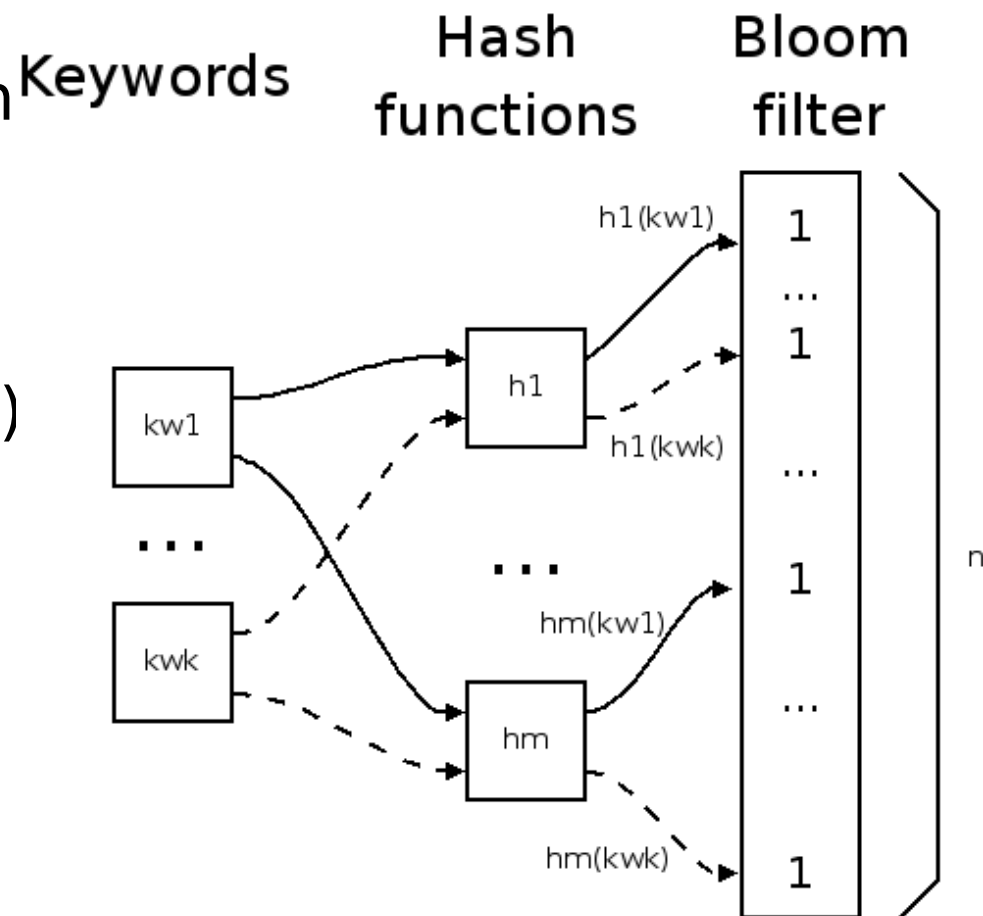 Keywords
Hash
functions
Bloom
filter
n
)
h1(kw1)
1
...
1
h1
kw1
h1(kwk)
...
...
...
1
n
hm(kw1)
kwk
...
hm
hm(kwk)
1